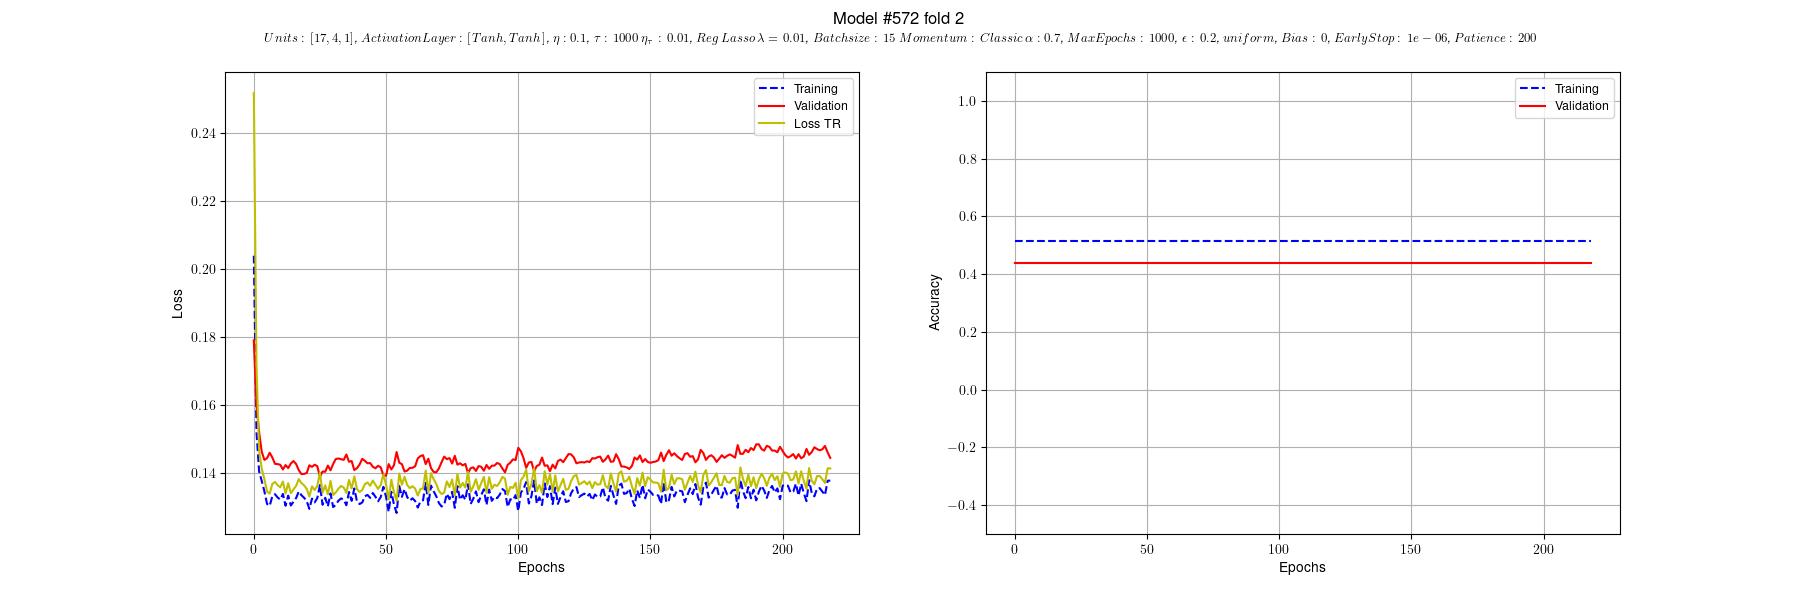 Model #572 fold 2
Units : [17, 4, 1], ActivationLayer : [Tanh, Tanh], η : 0.1, τ : 1000 η_τ : 0.01, Reg Lasso λ = 0.01, Batchsize : 15 Momentum : Classic α : 0.7, MaxEpochs : 1000, ϵ : 0.2, uniform, Bias : 0, EarlyStop : 1e − 06, Patience : 200
Training
Validation
Loss TR
0.24
0.22
0.20
0.18
0.16
0.14
Loss
0
50
100
150
200
Epochs
Training
Validation
1.0
0.8
0.6
0.4
0.2
0.0
−0.2
−0.4
Accuracy
0
50
100
150
200
Epochs